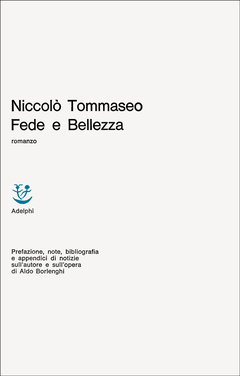 Niccolò Tommaseo
Fede e Bellezza
romanzo
Adelphi
Prefazione, note, bibliografia
e appendici di notizie
sull'autore e sull'opera
di Aldo Borlenghi